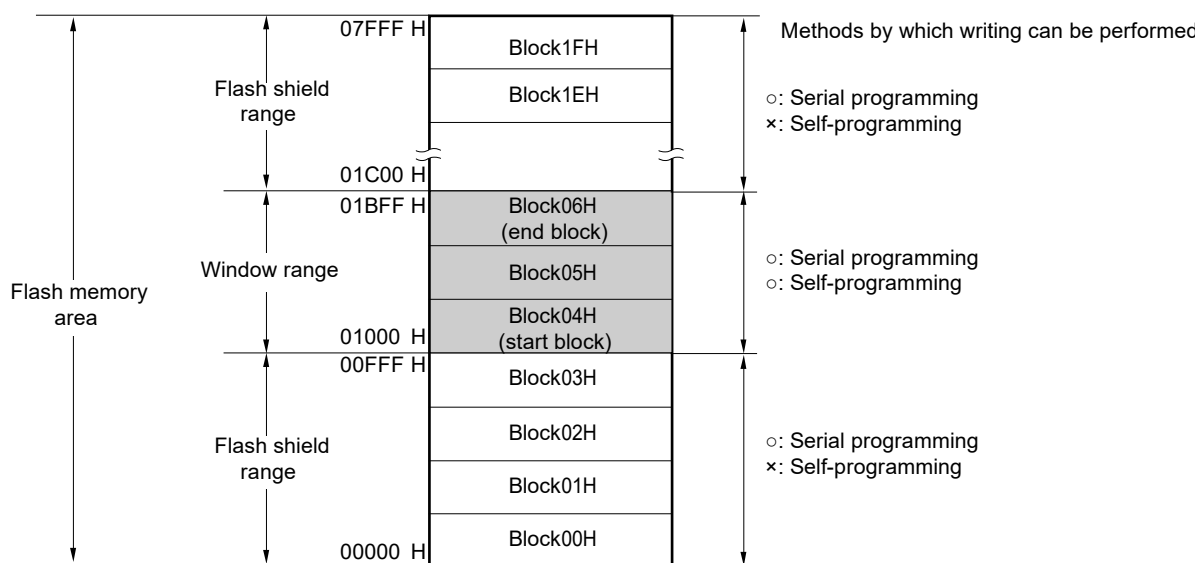 07FFF H
Block1FH
Methods by which writing can be performed
Block1EH
Flash shield
range
○: Serial programming
×: Self-programming
01C00 H
01BFF H
Block06H
(end block)
Window range
Block05H
○: Serial programming
○: Self-programming
Flash memory
area
01000 H
Block04H
(start block)
00FFF H
Block03H
Flash shield
range
Block02H
○: Serial programming
×: Self-programming
Block01H
Block00H
00000 H